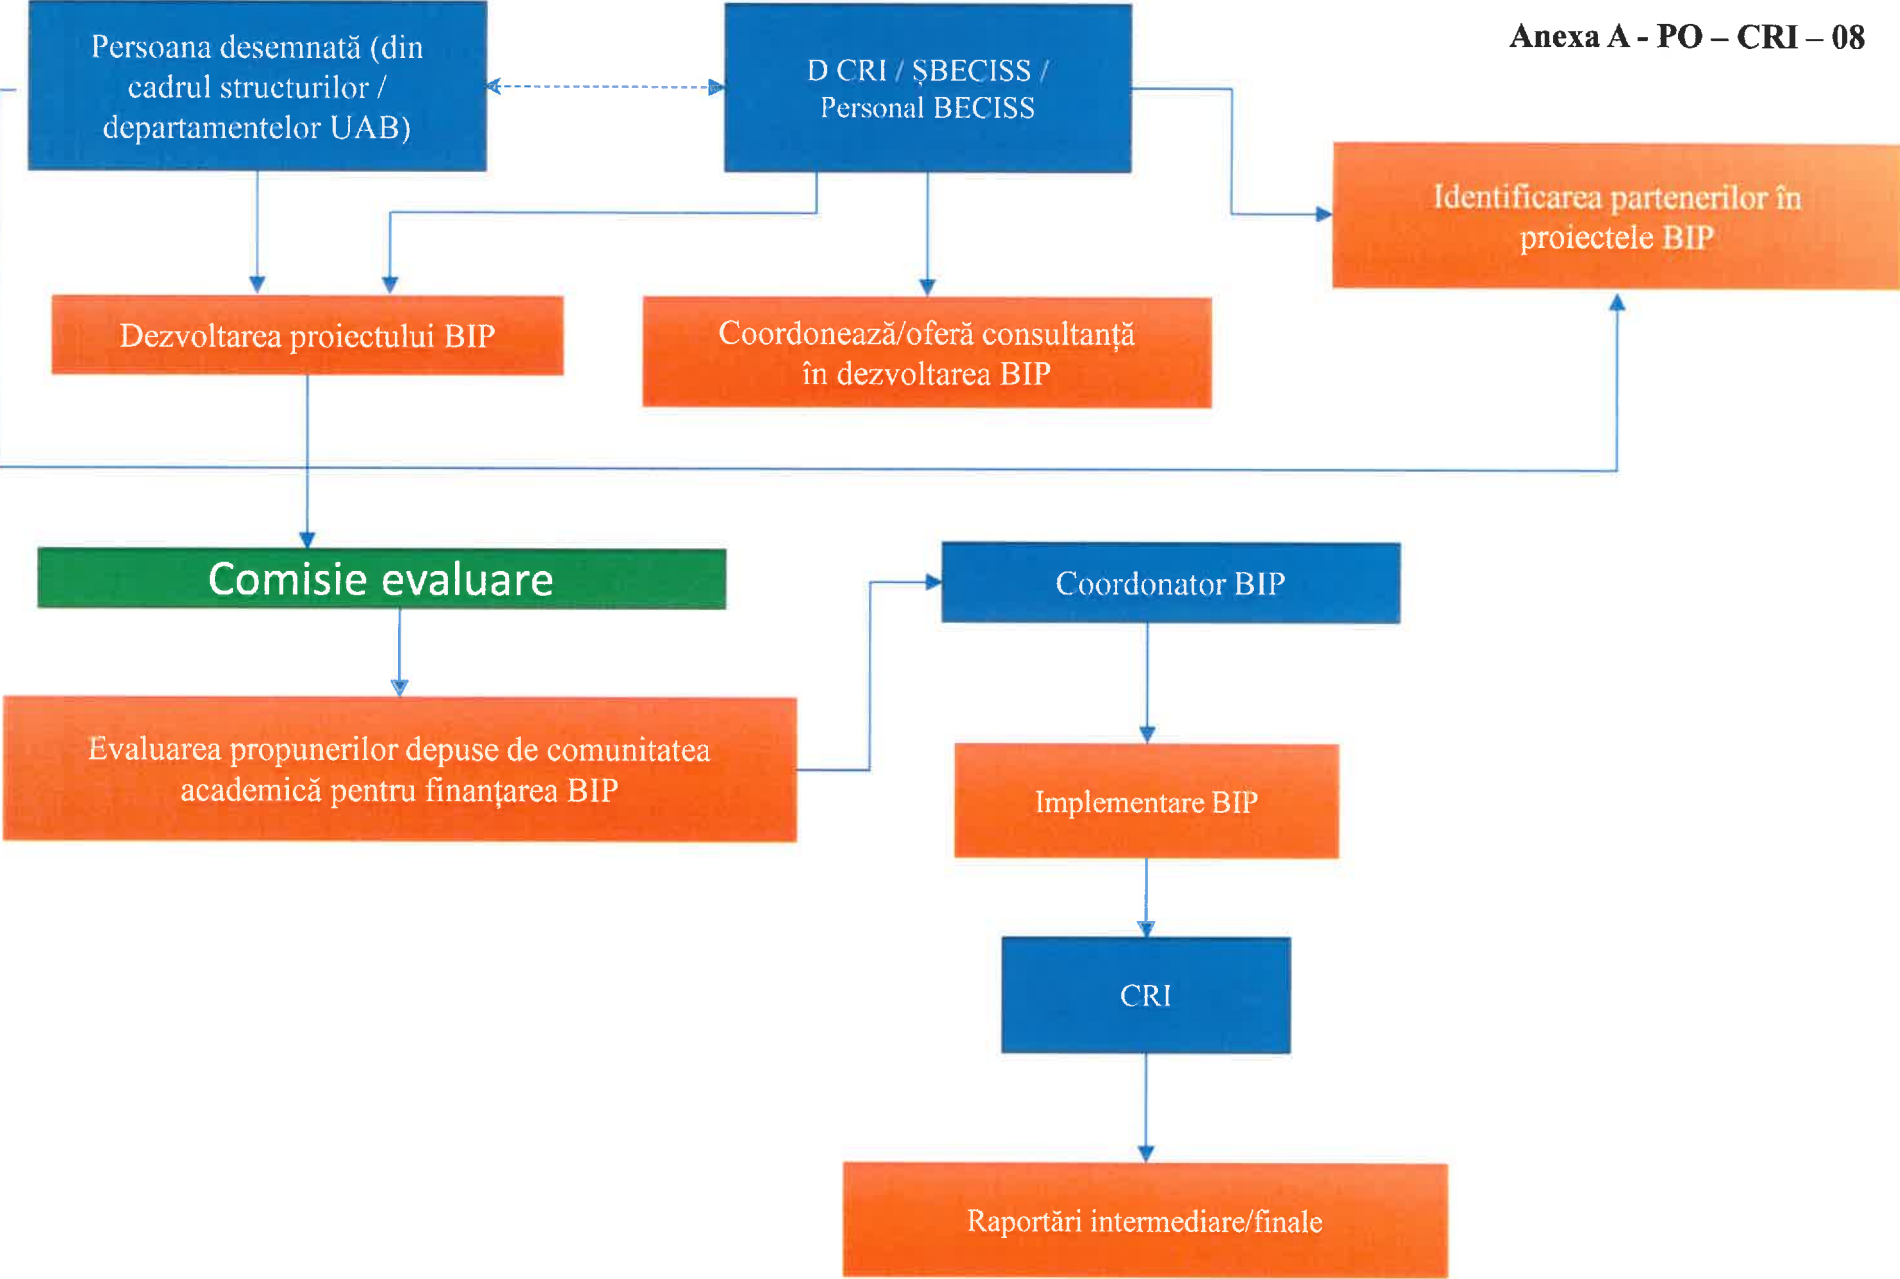 Anexa A - PO – CRI – 08
Persoana desemnată (din
cadrul structurilor /
departamentelor UAB)
D CRI / ȘBECISS /
Personal BECISS
Identificarea partenerilor în
proiectele BIP
Dezvoltarea proiectului BIP
Coordonează/oferă consultanță
în dezvoltarea BIP
Comisie evaluare
Coordonator BIP
Evaluarea propunerilor depuse de comunitatea
academică pentru finanțarea BIP
Implementare BIP
CRI
Raportări intermediare/finale